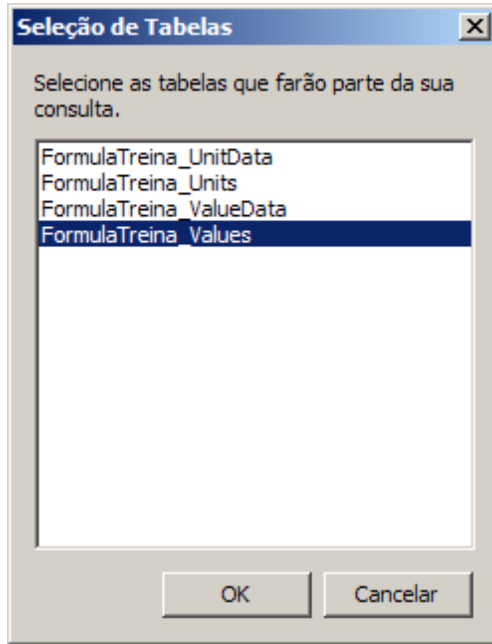 Seleção de Tabelas
Selecione as tabelas que farão parte da sua
consulta.
FormulaTreina_UnitData
FormulaTreina_Units
FormulaTreina_ValueData
FormulaTreina_Values
OK
Cancelar